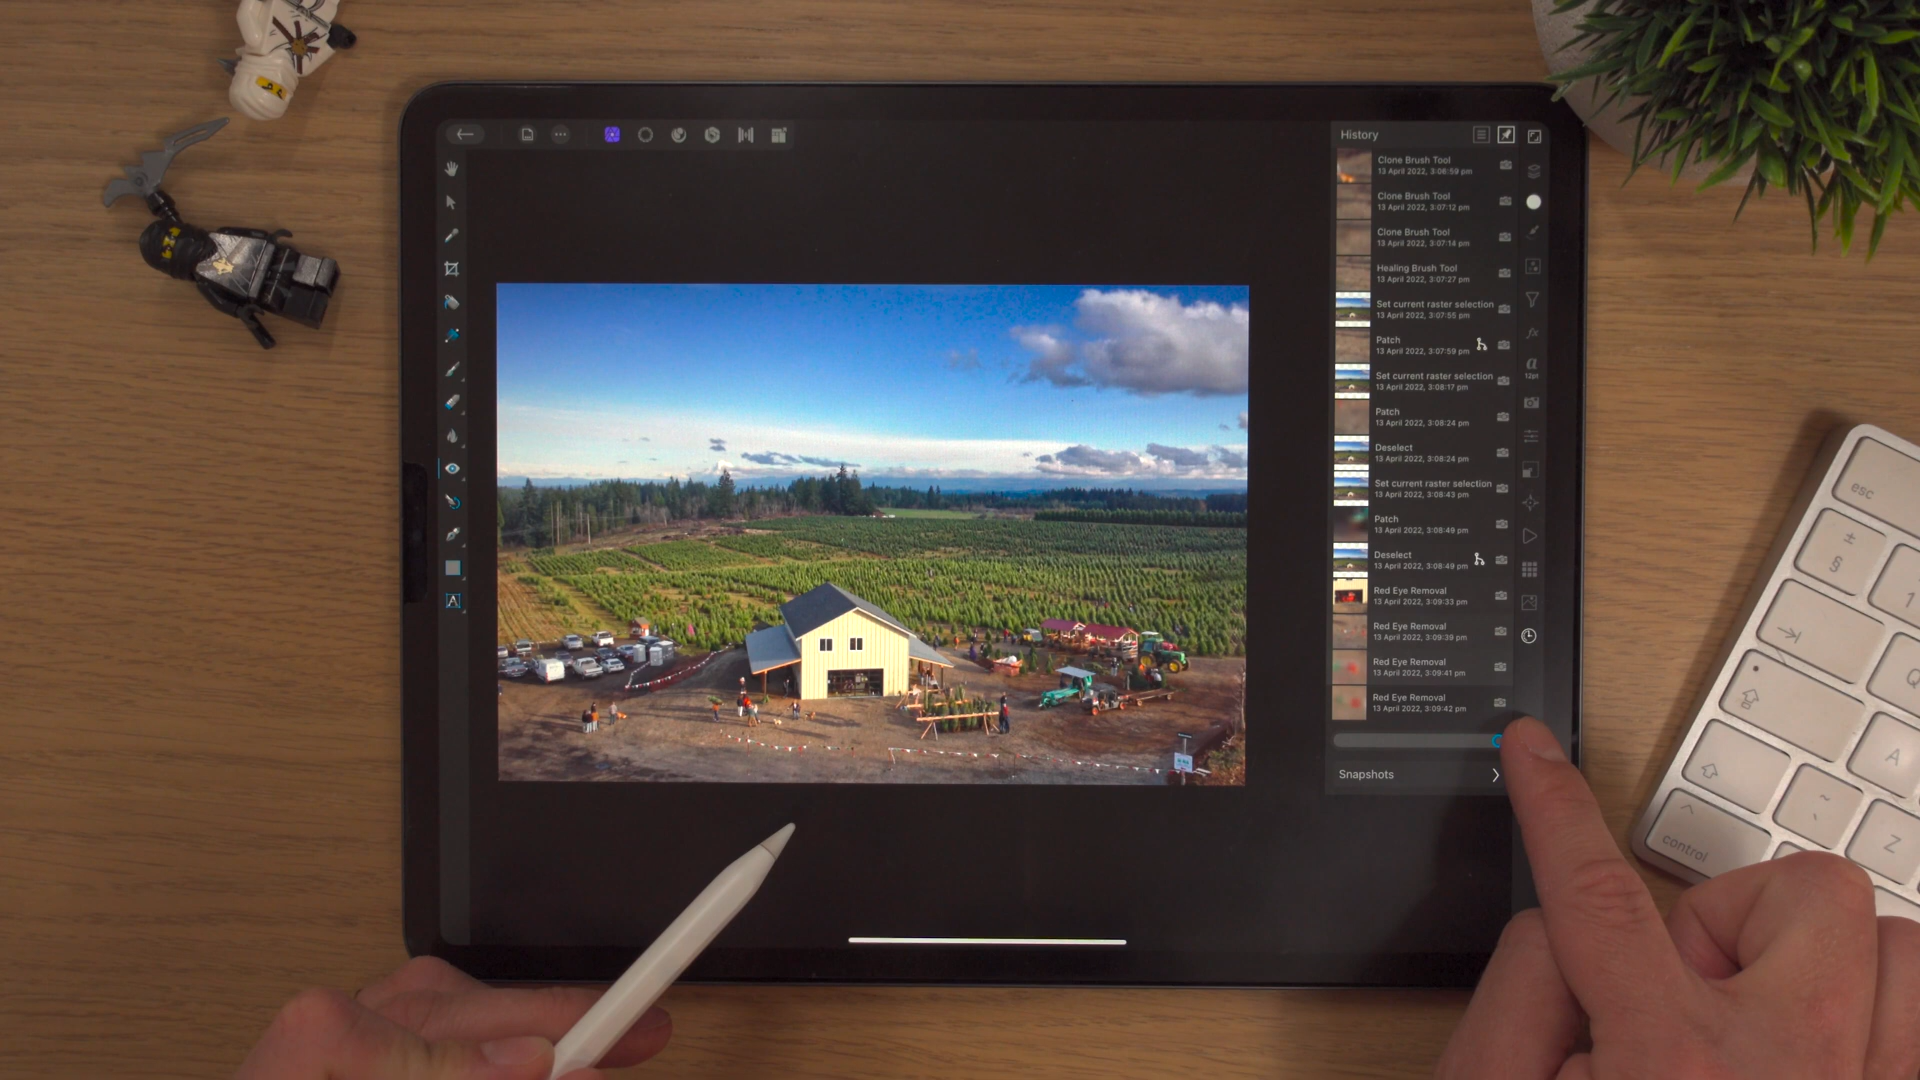 History
Clone Brush Tool
13 April 2022, 3:06:59 pm
Clone Brush Tool
13 April 2022, 3:07:12 pm
Clone Brush Tool
13 April 2022, 3:07:14 pm
Healing Brush Tool
13 April 2022, 3:07:27 pm
Set current raster selection
13 April 2022, 3:07:55 pm
Patch
13 April 2022, 3:07:59 pm
Set current raster selection
13 April 2022, 3:08:17 pm
Patch
13 April 2022, 3:08:24 pm
Deselect
13 April 2022, 3:08:24 pm
Set current raster selection
13 April 2022, 3:08:43 pm
Patch
13 April 2022, 3:08:49 pm
Deselect
13 April 2022, 3:08:49 pm
Red Eye Removal
13 April 2022, 3:09:33 pm
Red Eye Removal
13 April 2022, 3:09:39 pm
Red Eye Removal
13 April 2022, 3:09:41 pm
Red Eye Removal
13 April 2022, 3:09:42 pm
Snapshots
fx
a
12pt
A
esc
±
§
1
Q
A
~
Z
control